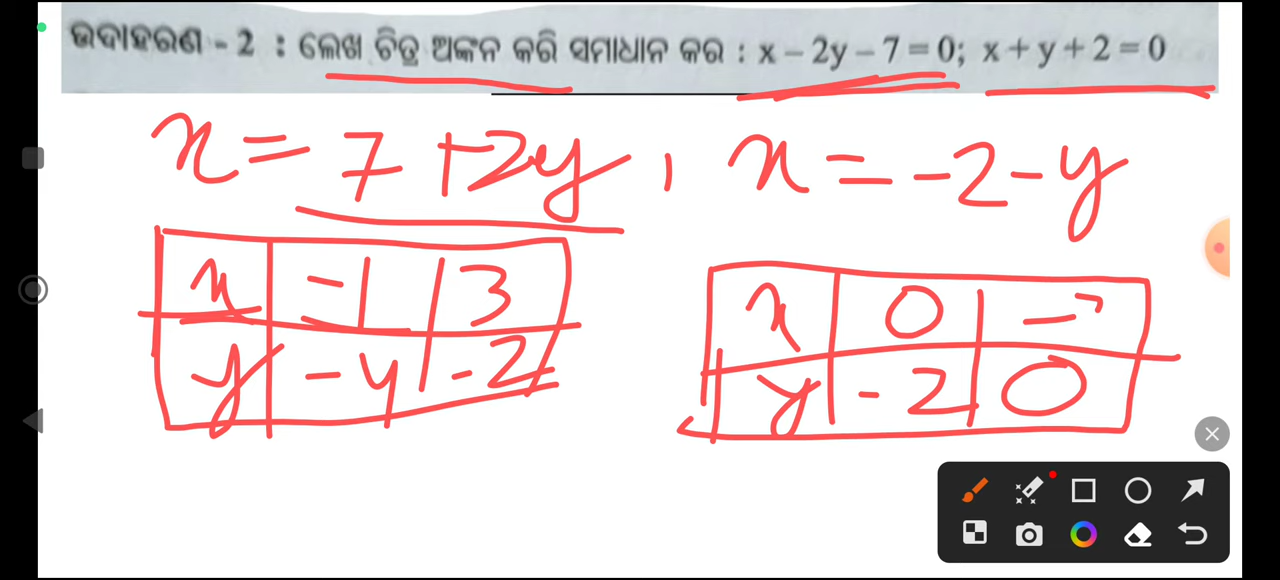 ଉଦାହରଣ - 2 : ଲେଖ ଚିତ୍ର ଅଙ୍କନ କରି ସମାଧାନ କର : x – 2y – 7 = 0; x + y + 2 = 0
x = 7 + 2y , x = -2 - y
x -1 3
y -4 -2
x 0
y -2 0